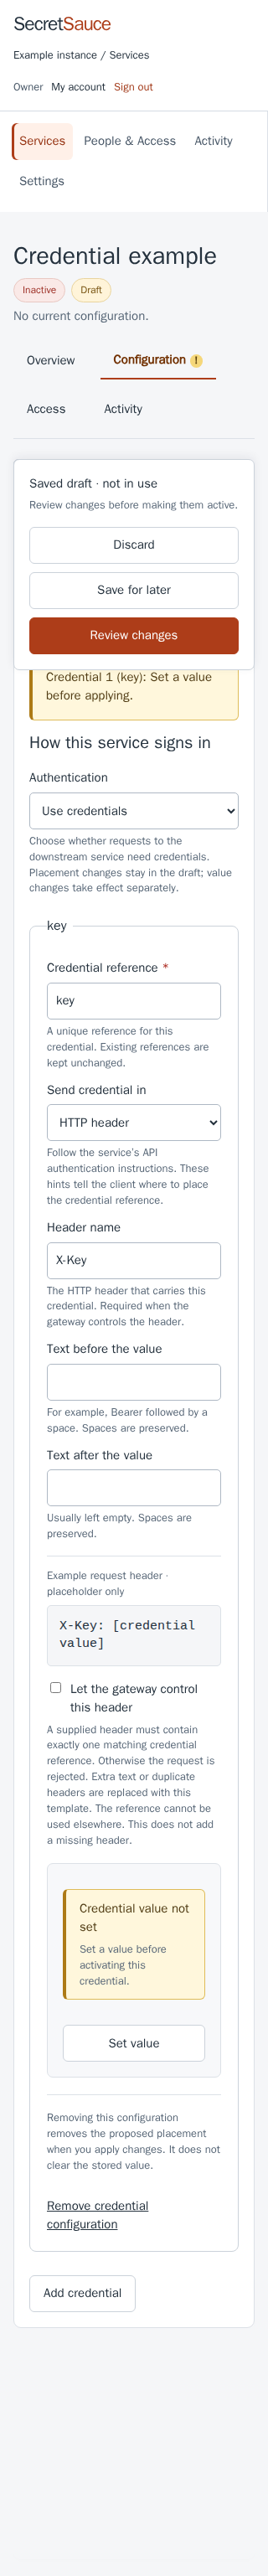 SecretSauce
Example instance / Services
Owner My account Sign out
Services People & Access Activity
Settings
Credential example
Inactive Draft
No current configuration.
Overview Configuration !
Access Activity
Saved draft · not in use
Review changes before making them active.
Discard
Save for later
Review changes
Credential 1 (key): Set a value
before applying.
How this service signs in
Authentication
Use credentials
Choose whether requests to the
downstream service need credentials.
Placement changes stay in the draft; value
changes take effect separately.
key
Credential reference *
key
A unique reference for this
credential. Existing references are
kept unchanged.
Send credential in
HTTP header
Follow the service's API
authentication instructions. These
hints tell the client where to place
the credential reference.
Header name
X-Key
The HTTP header that carries this
credential. Required when the
gateway controls the header.
Text before the value
For example, Bearer followed by a
space. Spaces are preserved.
Text after the value
Usually left empty. Spaces are
preserved.
Example request header ·
placeholder only
X-Key: [credential
value]
Let the gateway control
this header
A supplied header must contain
exactly one matching credential
reference. Otherwise the request is
rejected. Extra text or duplicate
headers are replaced with this
template. The reference cannot be
used elsewhere. This does not add
a missing header.
Credential value not
set
Set a value before
activating this
credential.
Set value
Removing this configuration
removes the proposed placement
when you apply changes. It does not
clear the stored value.
Remove credential
configuration
Add credential